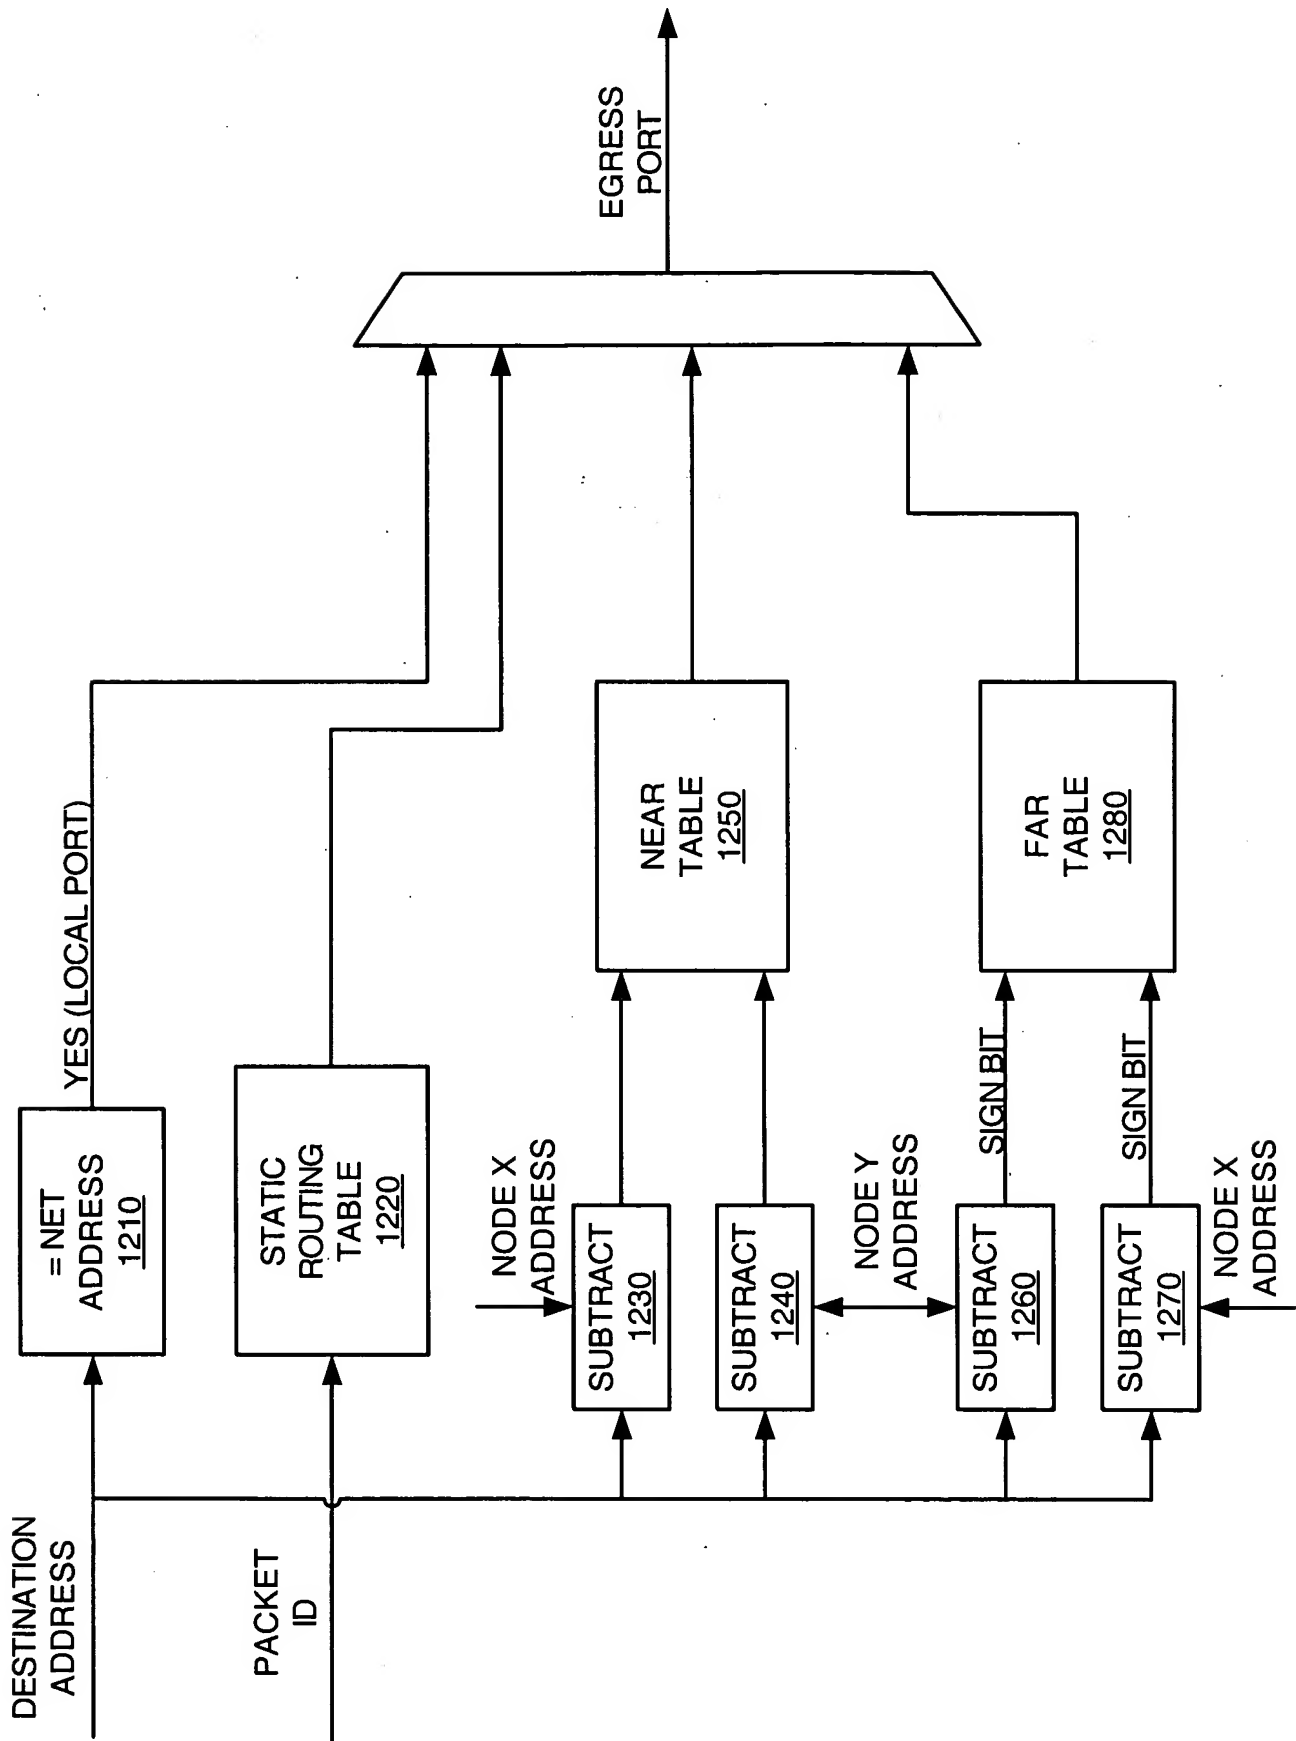 DESTINATION
ADDRESS
= NET
ADDRESS
1210
YES (LOCAL PORT)
PACKET
ID
STATIC
ROUTING
TABLE
1220
NODE X
ADDRESS
SUBTRACT
1230
SUBTRACT
1240
NEAR
TABLE
1250
NODE Y
ADDRESS
SUBTRACT
1260
SIGN BIT
SUBTRACT
1270
SIGN BIT
NODE X
ADDRESS
FAR
TABLE
1280
EGRESS
PORT